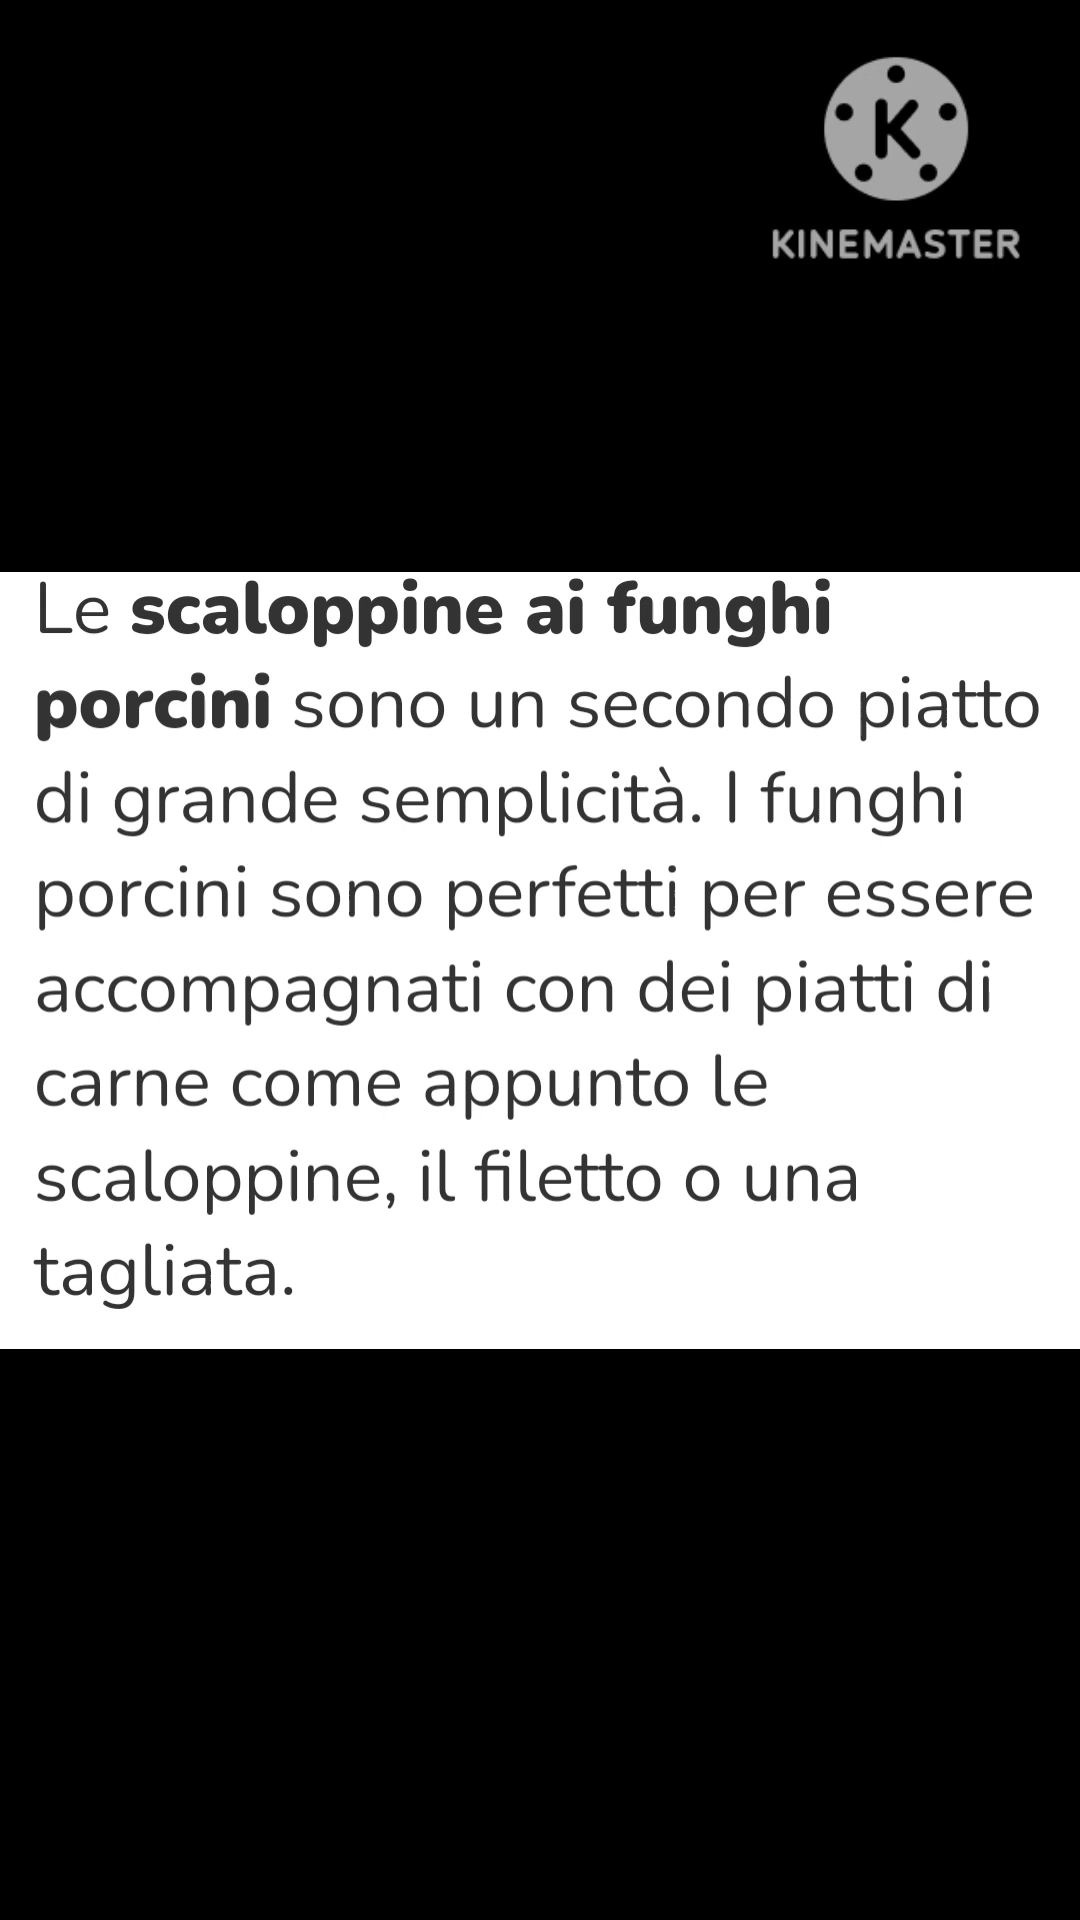 KINEMASTER
Le scaloppine ai funghi
porcini sono un secondo piatto
di grande semplicità. I funghi
porcini sono perfetti per essere
accompagnati con dei piatti di
carne come appunto le
scaloppine, il filetto o una
tagliata.